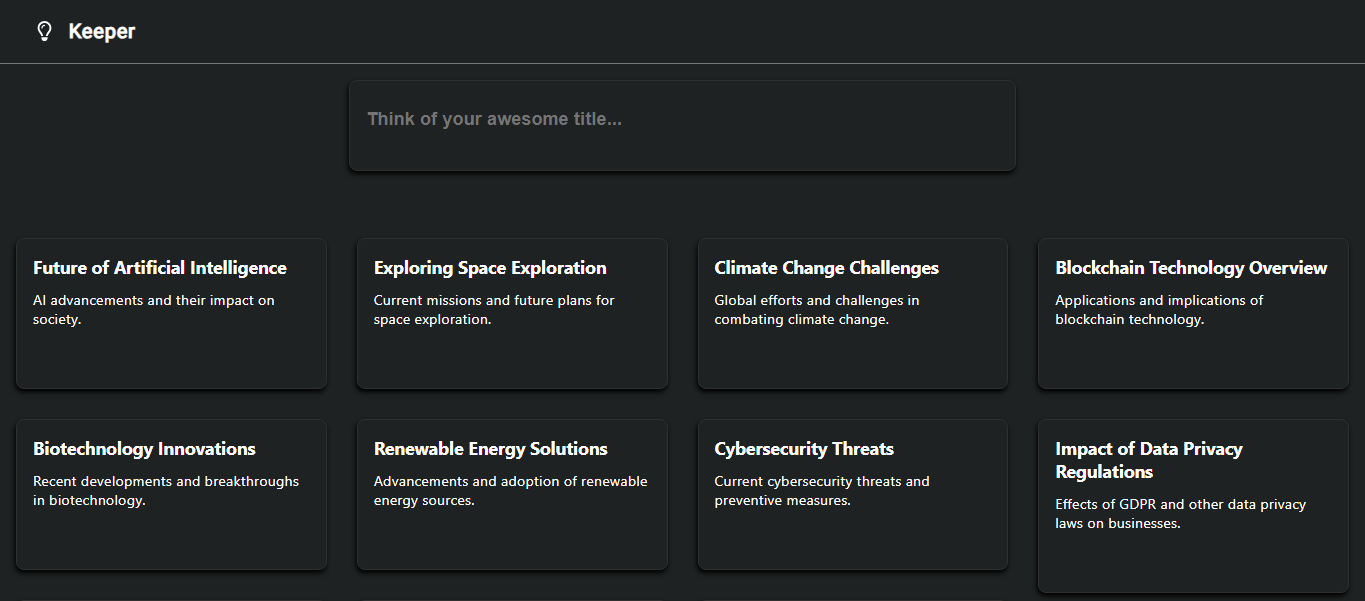 Keeper
Think of your awesome title...
Future of Artificial Intelligence
AI advancements and their impact on
society.
Exploring Space Exploration
Current missions and future plans for
space exploration.
Climate Change Challenges
Global efforts and challenges in
combating climate change.
Blockchain Technology Overview
Applications and implications of
blockchain technology.
Biotechnology Innovations
Recent developments and breakthroughs
in biotechnology.
Renewable Energy Solutions
Advancements and adoption of renewable
energy sources.
Cybersecurity Threats
Current cybersecurity threats and
preventive measures.
Impact of Data Privacy
Regulations
Effects of GDPR and other data privacy
laws on businesses.